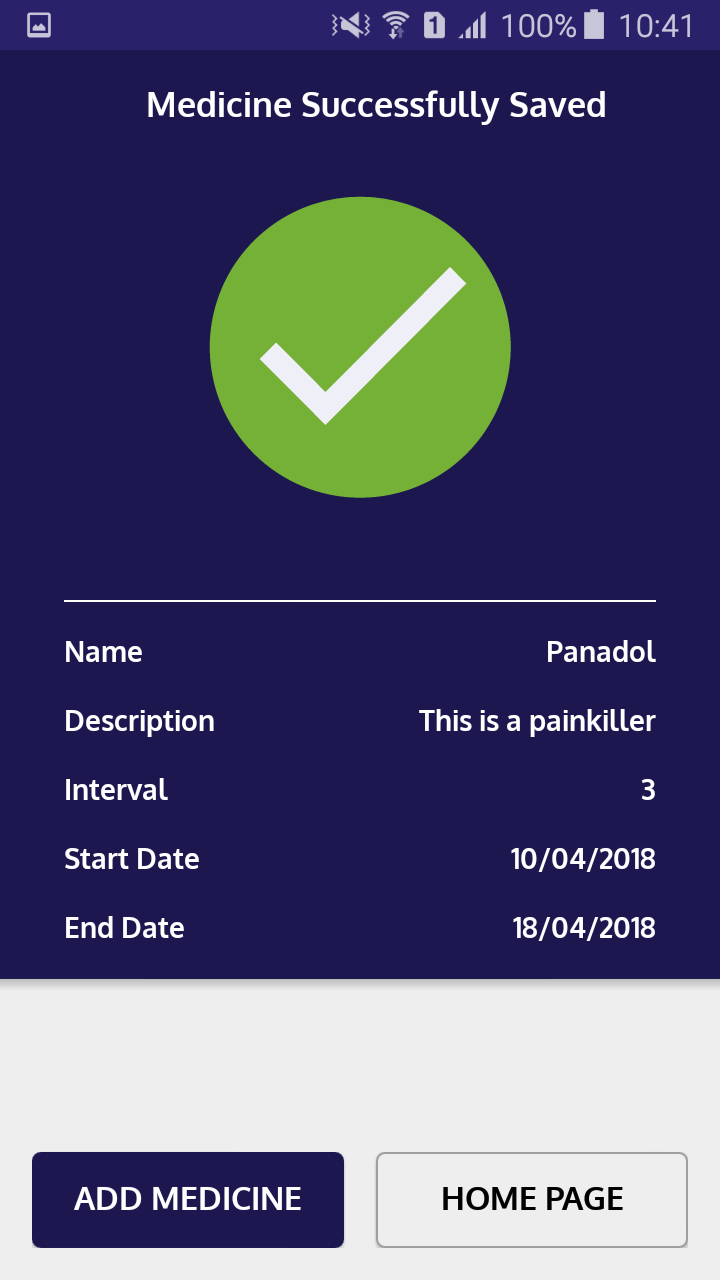 1 100% 10:41
Medicine Successfully Saved
Name Panadol
Description This is a painkiller
Interval 3
Start Date 10/04/2018
End Date 18/04/2018
ADD MEDICINE HOME PAGE